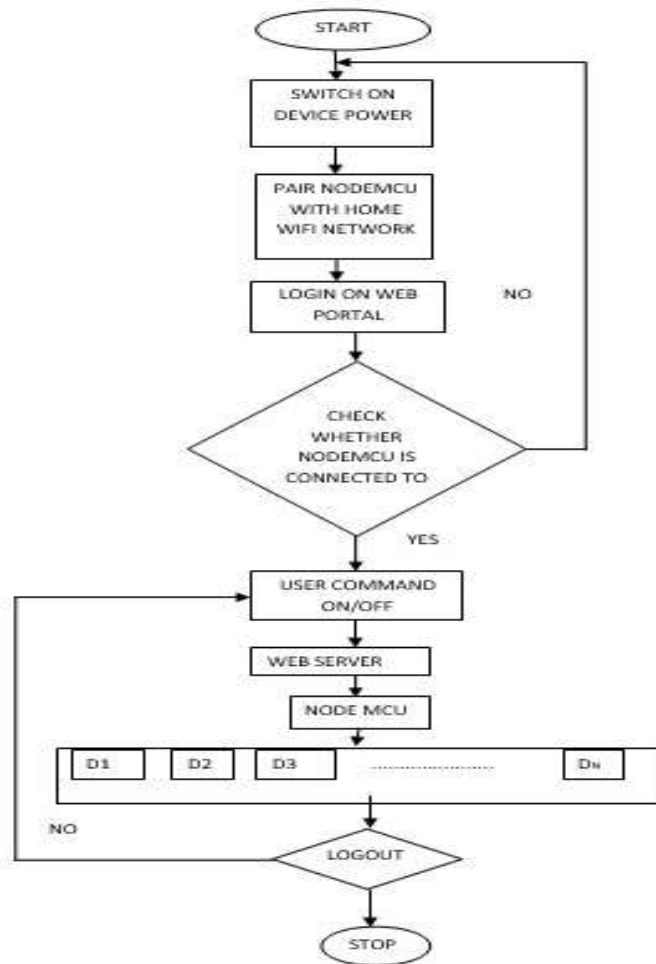 START
SWITCH ON
DEVICE POWER
PAIR NODEMCU
WITH HOME
WIFI NETWORK
LOGIN ON WEB
PORTAL
NO
CHECK
WHETHER
NODEMCU IS
CONNECTED TO
YES
USER COMMAND
ON/OFF
WEB SERVER
NODE MCU
D1 D2 D3 ........................ DN
NO
LOGOUT
STOP